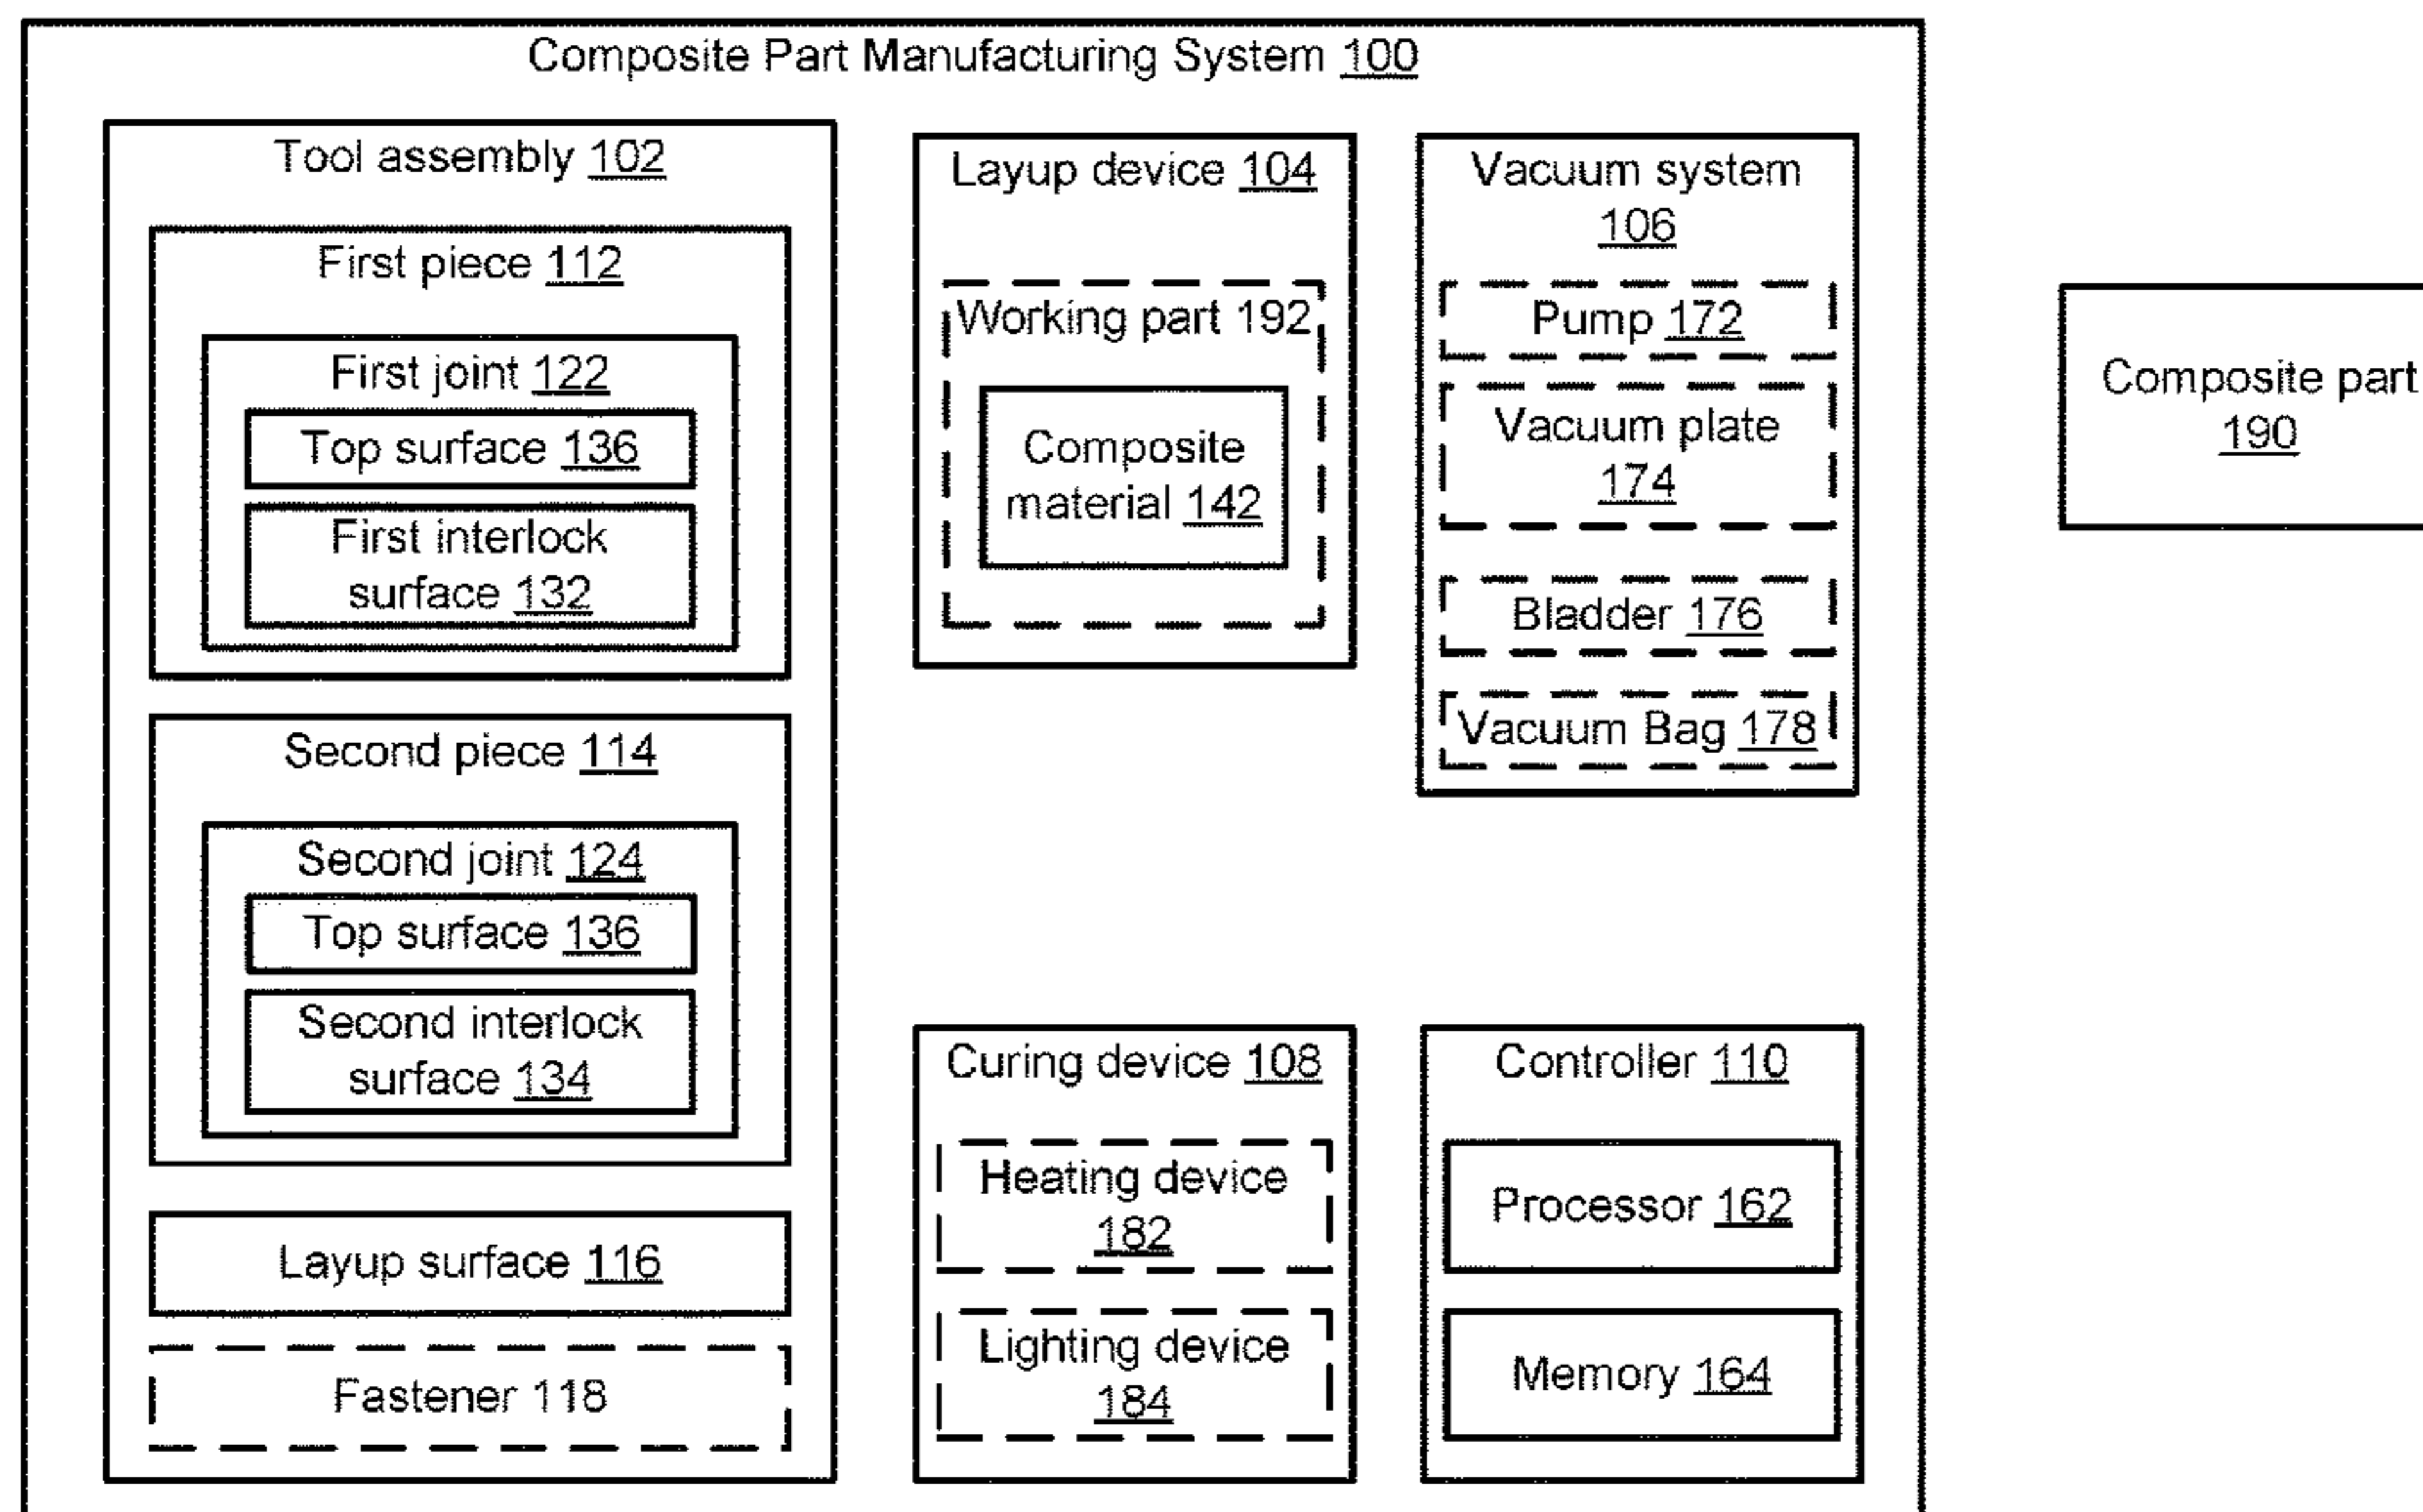 Composite Part Manufacturing System 100
Tool assembly 102
First piece 112
First joint 122
Top surface 136
First interlock
surface 132
Second piece 114
Second joint 124
Top surface 136
Second interlock
surface 134
Layup surface 116
Fastener 118
Layup device 104
Working part 192
Composite
material 142
Vacuum system
106
Pump 172
Vacuum plate
174
Bladder 176
Vacuum Bag 178
Curing device 108
Heating device
182
Lighting device
184
Controller 110
Processor 162
Memory 164
Composite part
190